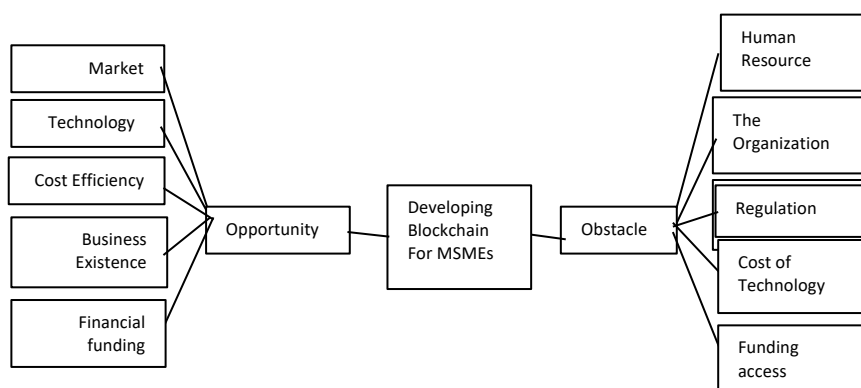 Market
Technology
Cost Efficiency
Business
Existence
Financial
funding
Opportunity
Developing
Blockchain
For MSMEs
Obstacle
Human
Resource
The
Organization
Regulation
Cost of
Technology
Funding
access